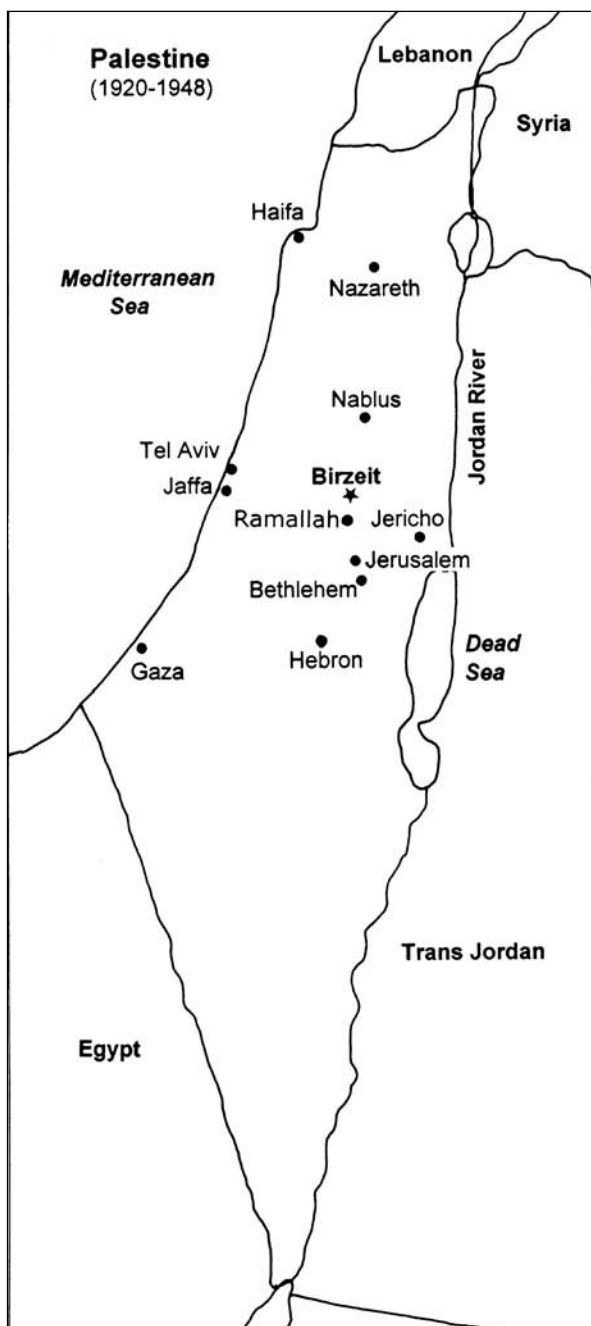 Palestine
(1920-1948)
Lebanon
Syria
Haifa
Mediterranean
Sea
Nazareth
Jordan River
Nablus
Tel Aviv
Jaffa
Birzeit
Ramallah
Jericho
Jerusalem
Bethlehem
Gaza
Hebron
Dead
Sea
Trans Jordan
Egypt